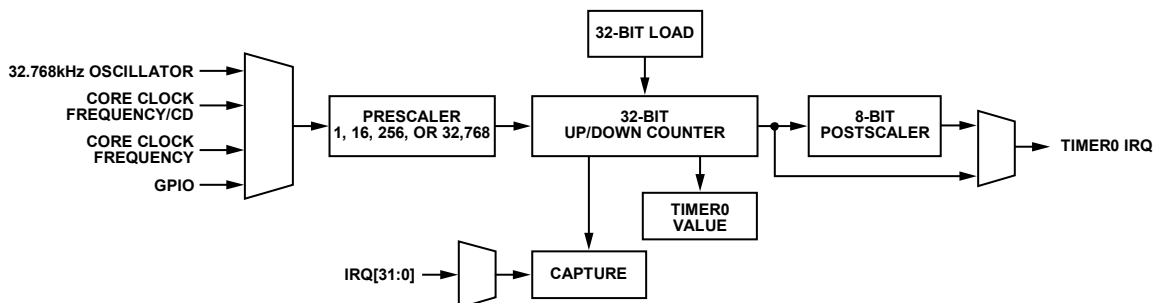 32-BIT LOAD
32.768kHz OSCILLATOR
CORE CLOCK
FREQUENCY/CD
CORE CLOCK
FREQUENCY
GPIO
PRESCALER
1, 16, 256, OR 32,768
32-BIT
UP/DOWN COUNTER
8-BIT
POSTSCALER
TIMER0 IRQ
TIMER0
VALUE
IRQ[31:0]
CAPTURE